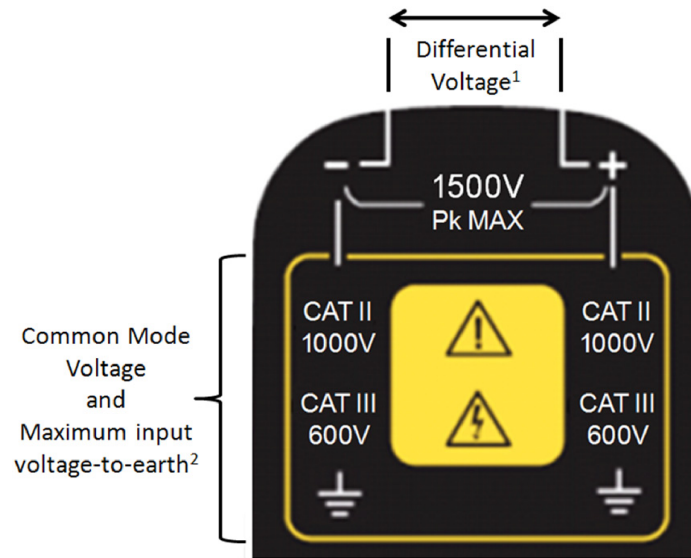 Differential
Voltage¹
- +
1500V
Pk MAX
Common Mode
Voltage
and
Maximum input
voltage-to-earth²
CAT II
1000V
CAT III
600V
CAT II
1000V
CAT III
600V